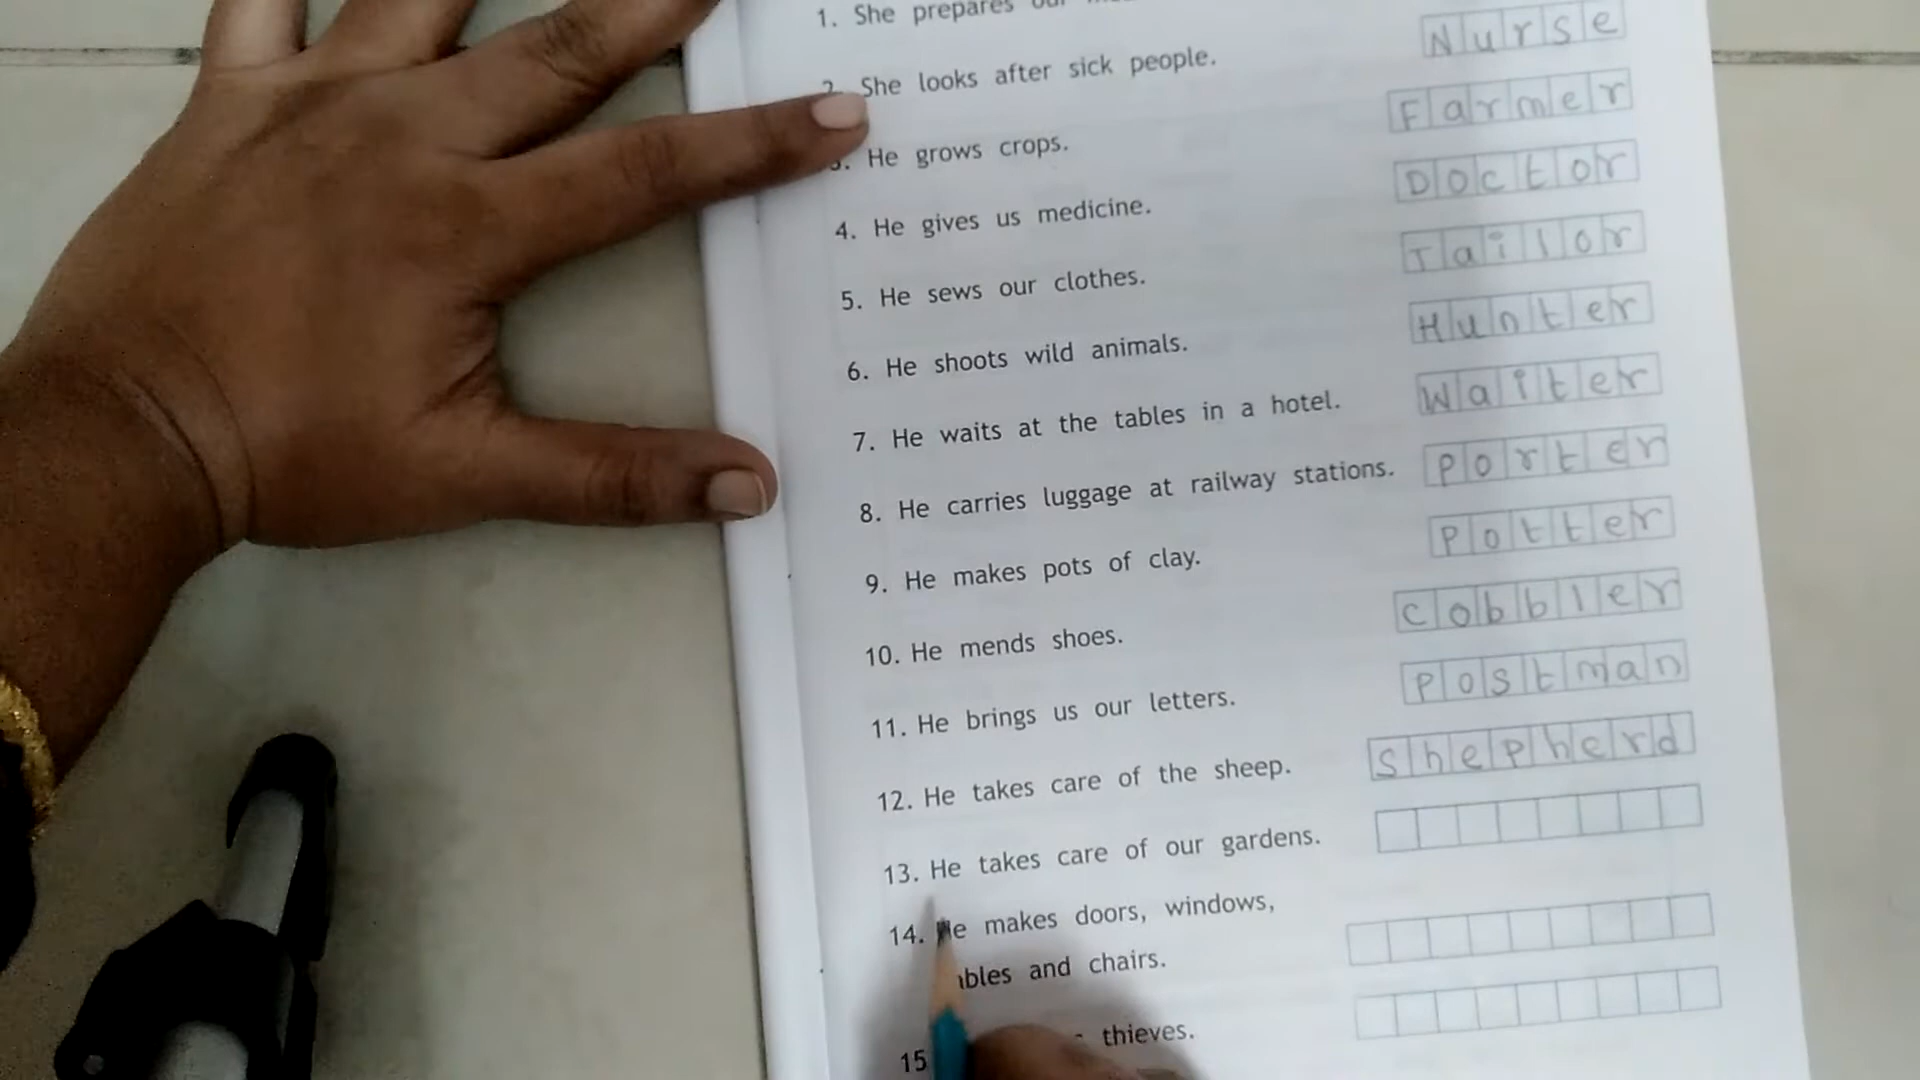 1. She prepares our
Nurse
2. She looks after sick people.
Farmer
3. He grows crops.
Doctor
4. He gives us medicine.
Tailor
5. He sews our clothes.
Hunter
6. He shoots wild animals.
Waiter
7. He waits at the tables in a hotel.
Porter
8. He carries luggage at railway stations.
Potter
9. He makes pots of clay.
Cobbler
10. He mends shoes.
Postman
11. He brings us our letters.
Shepherd
12. He takes care of the sheep.
13. He takes care of our gardens.
14. He makes doors, windows,
and chairs.
15 thieves.